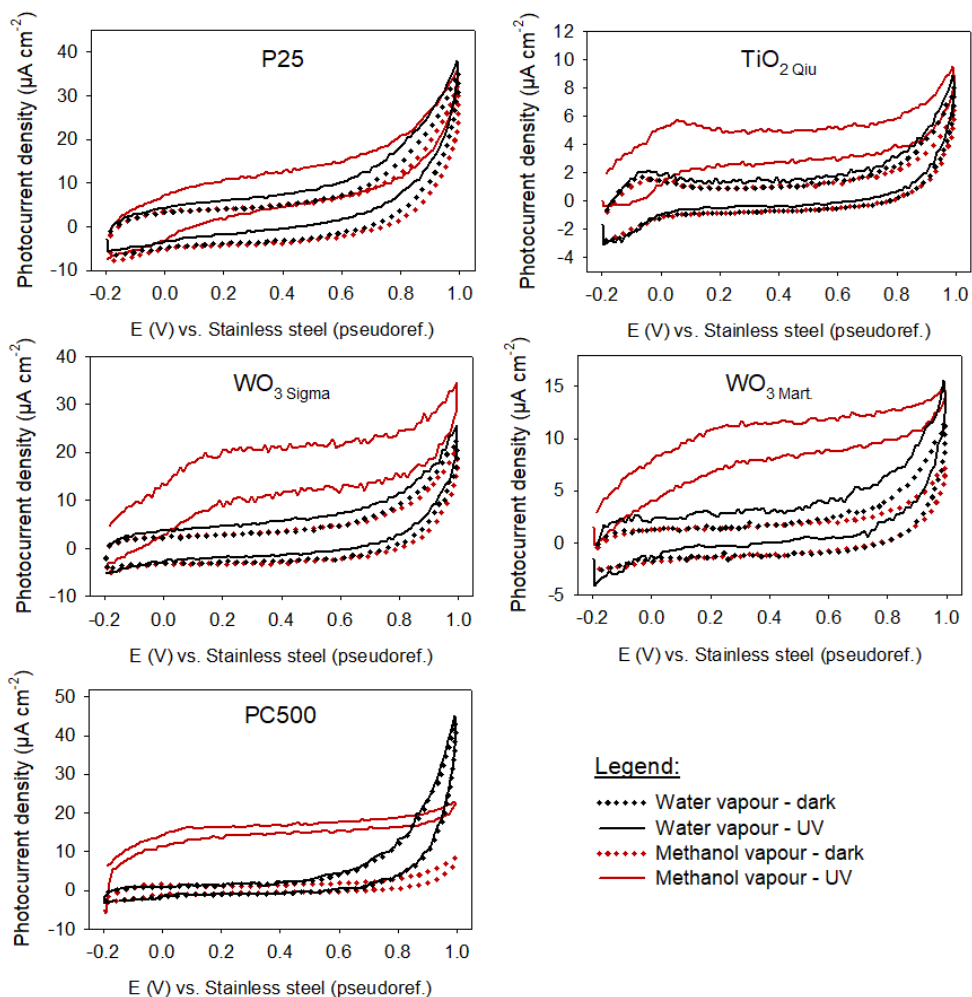 P25
Photocurrent density (µA cm-2)
40
30
20
10
0
-10
-0.2 0.0 0.2 0.4 0.6 0.8 1.0
E (V) vs. Stainless steel (pseudoref.)
TiO2 Qiu
Photocurrent density (µA cm-2)
12
10
8
6
4
2
0
-2
-4
-0.2 0.0 0.2 0.4 0.6 0.8 1.0
E (V) vs. Stainless steel (pseudoref.)
WO3 Sigma
Photocurrent density (µA cm-2)
40
30
20
10
0
-10
-0.2 0.0 0.2 0.4 0.6 0.8 1.0
E (V) vs. Stainless steel (pseudoref.)
WO3 Mart.
Photocurrent density (µA cm-2)
15
10
5
0
-5
-0.2 0.0 0.2 0.4 0.6 0.8 1.0
E (V) vs. Stainless steel (pseudoref.)
PC500
Photocurrent density (µA cm-2)
50
40
30
20
10
0
-10
-0.2 0.0 0.2 0.4 0.6 0.8 1.0
E (V) vs. Stainless steel (pseudoref.)
Legend:
Water vapour - dark
Water vapour - UV
Methanol vapour - dark
Methanol vapour - UV